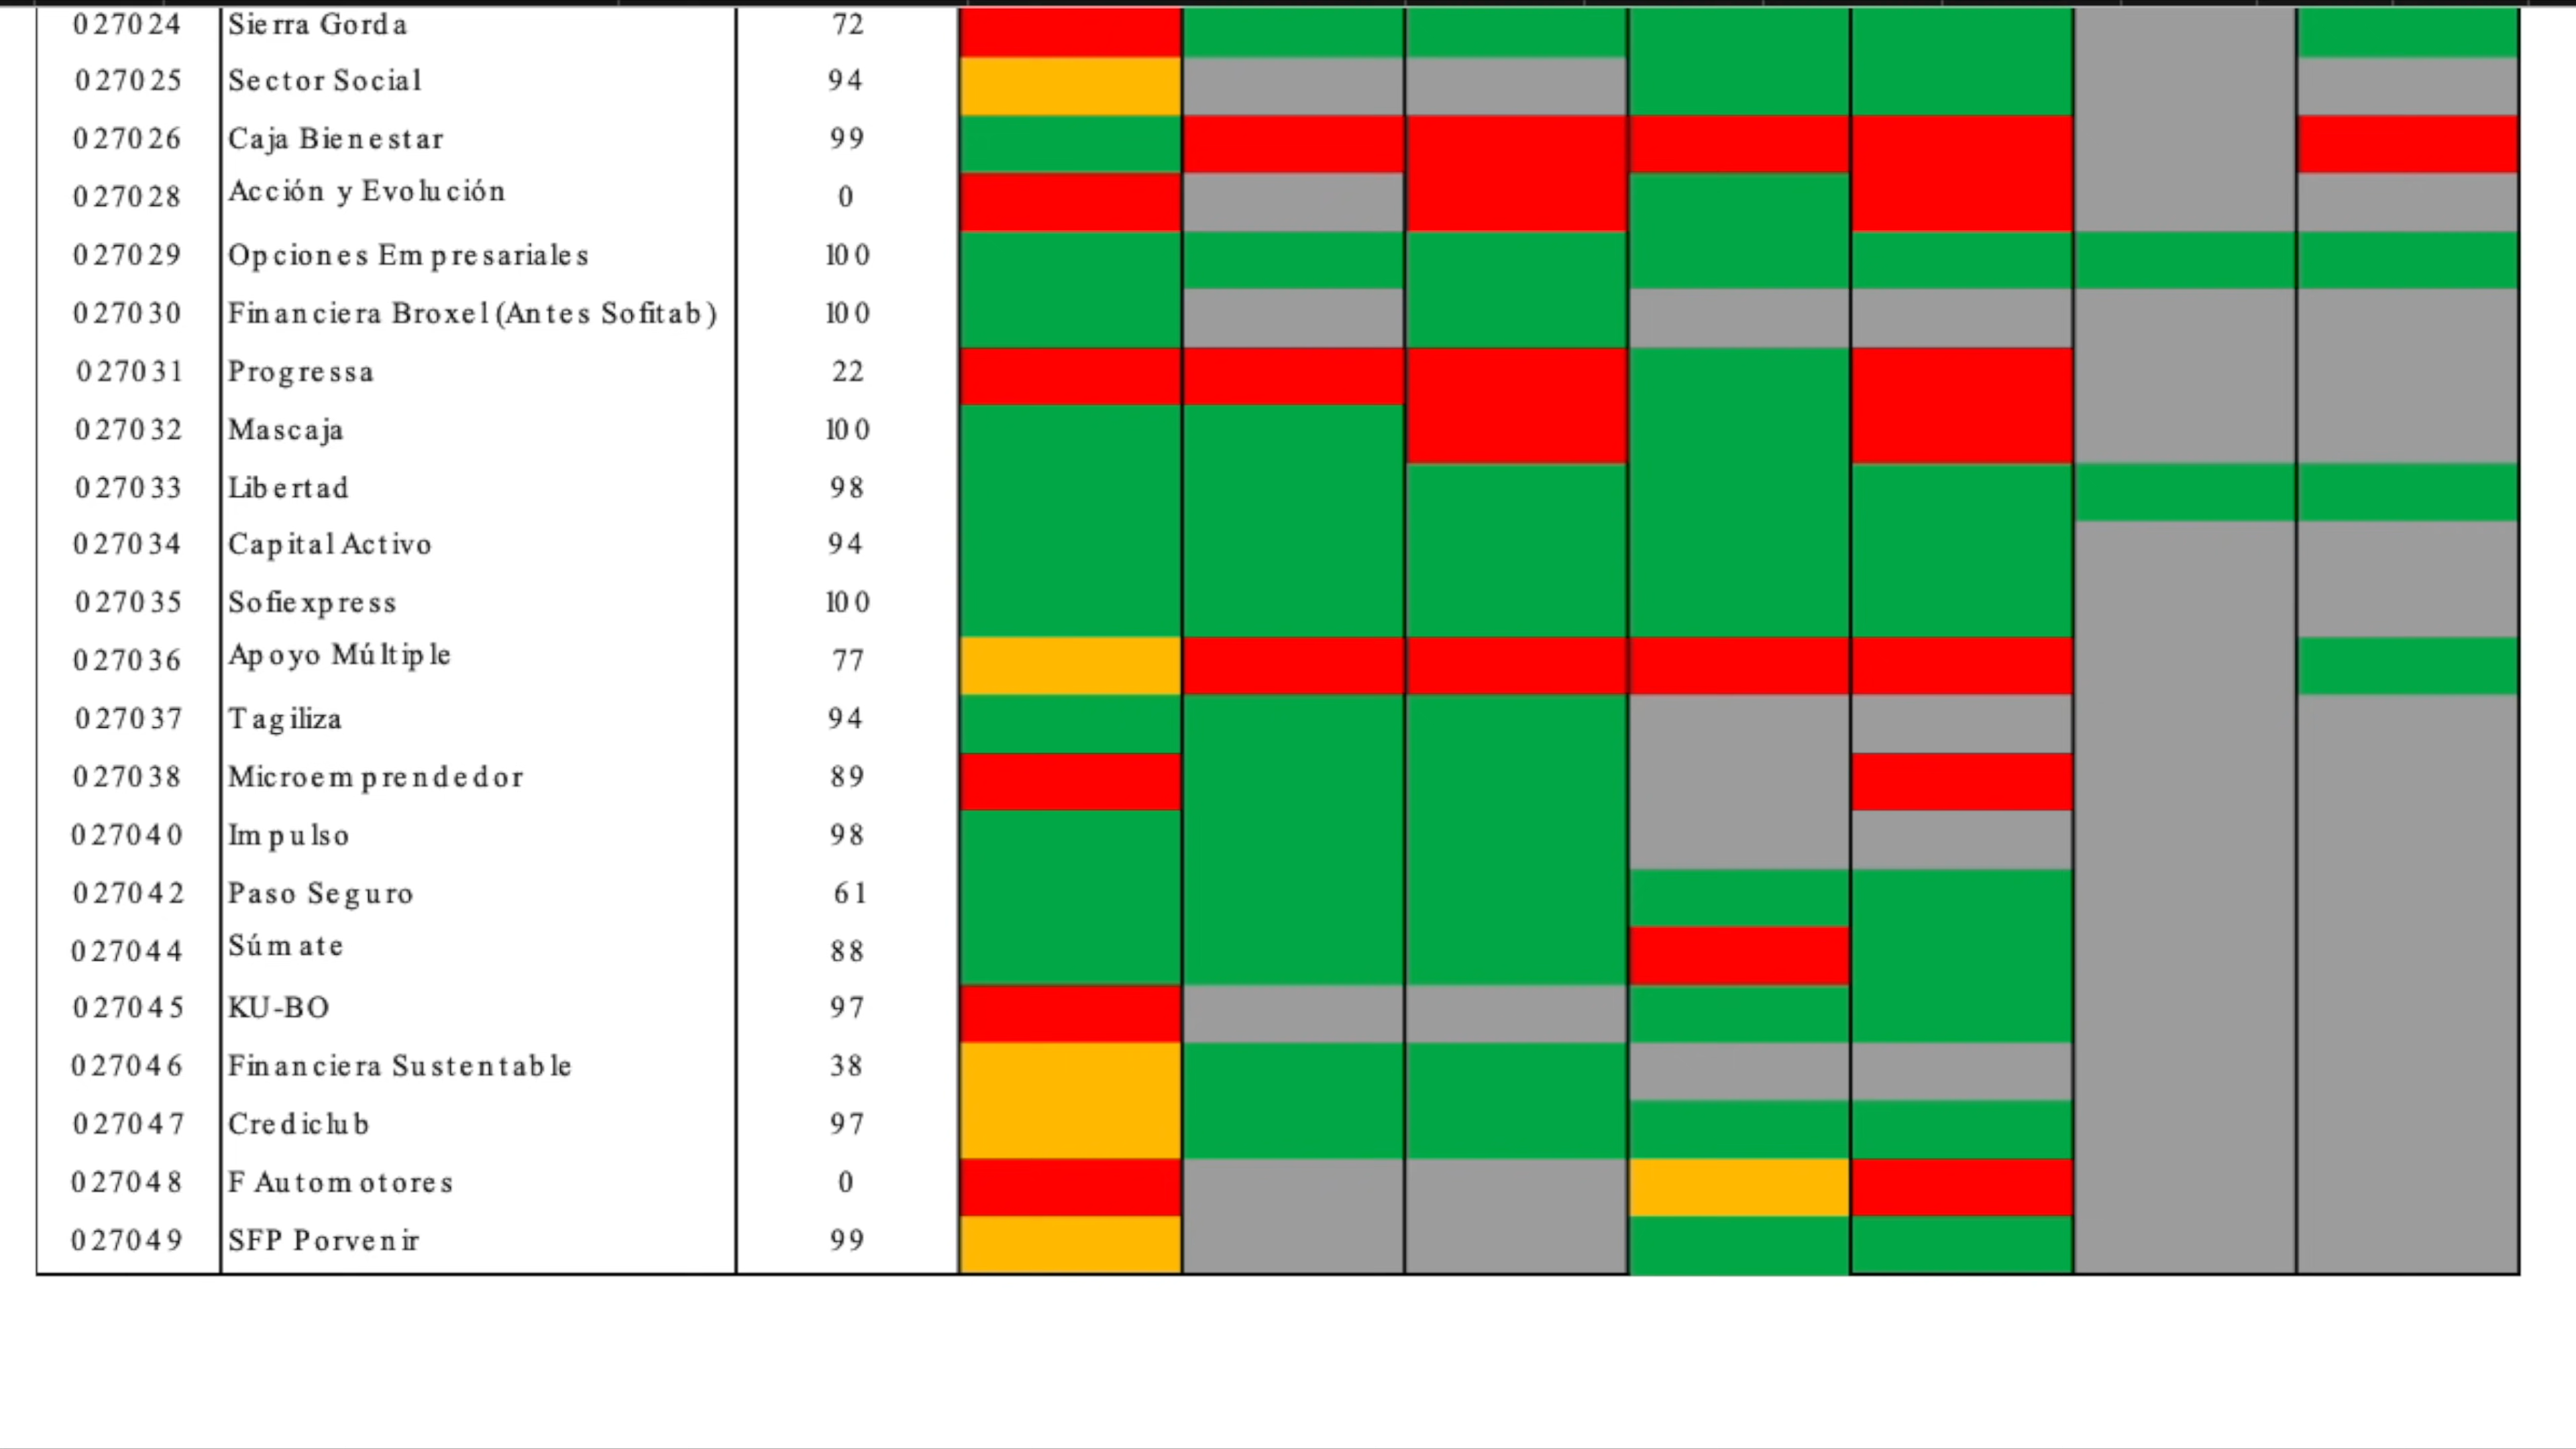 027024 Sierra Gorda 72
027025 Sector Social 94
027026 Caja Bienestar 99
027028 Acción y Evolución 0
027029 Opciones Empresariales 100
027030 Financiera Broxel (Antes Sofitab) 100
027031 Progressa 22
027032 Mascaja 100
027033 Libertad 98
027034 Capital Activo 94
027035 Sofiexpress 100
027036 Apoyo Múltiple 77
027037 Tagiliza 94
027038 Microemprendedor 89
027040 Impulso 98
027042 Paso Seguro 61
027044 Súmate 88
027045 KU-BO 97
027046 Financiera Sustentable 38
027047 Crediclub 97
027048 F Automotores 0
027049 SFP Porvenir 99